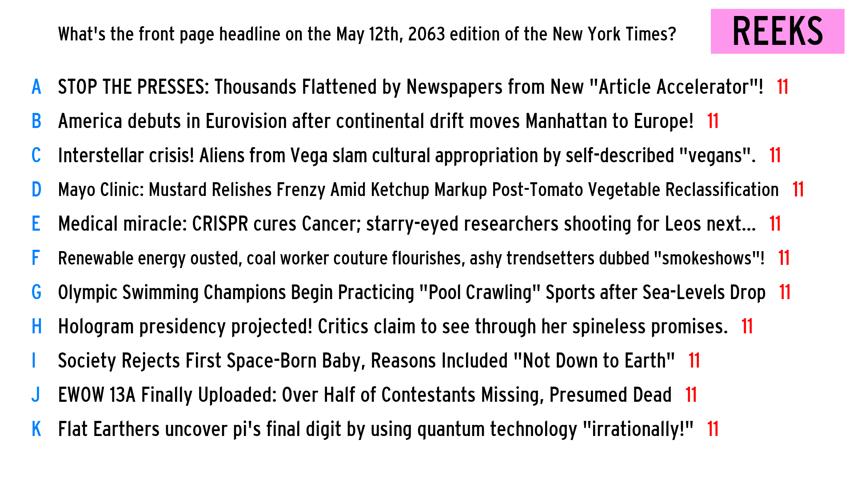 What's the front page headline on the May 12th, 2063 edition of the New York Times?
REEKS
A STOP THE PRESSES: Thousands Flattened by Newspapers from New "Article Accelerator"! 11
B America debuts in Eurovision after continental drift moves Manhattan to Europe! 11
C Interstellar crisis! Aliens from Vega slam cultural appropriation by self-described "vegans". 11
D Mayo Clinic: Mustard Relishes Frenzy Amid Ketchup Markup Post-Tomato Vegetable Reclassification 11
E Medical miracle: CRISPR cures Cancer; starry-eyed researchers shooting for Leos next... 11
F Renewable energy ousted, coal worker couture flourishes, ashy trendsetters dubbed "smokeshows"! 11
G Olympic Swimming Champions Begin Practicing "Pool Crawling" Sports after Sea-Levels Drop 11
H Hologram presidency projected! Critics claim to see through her spineless promises. 11
I Society Rejects First Space-Born Baby, Reasons Included "Not Down to Earth" 11
J EWOW 13A Finally Uploaded: Over Half of Contestants Missing, Presumed Dead 11
K Flat Earthers uncover pi's final digit by using quantum technology "irrationally!" 11